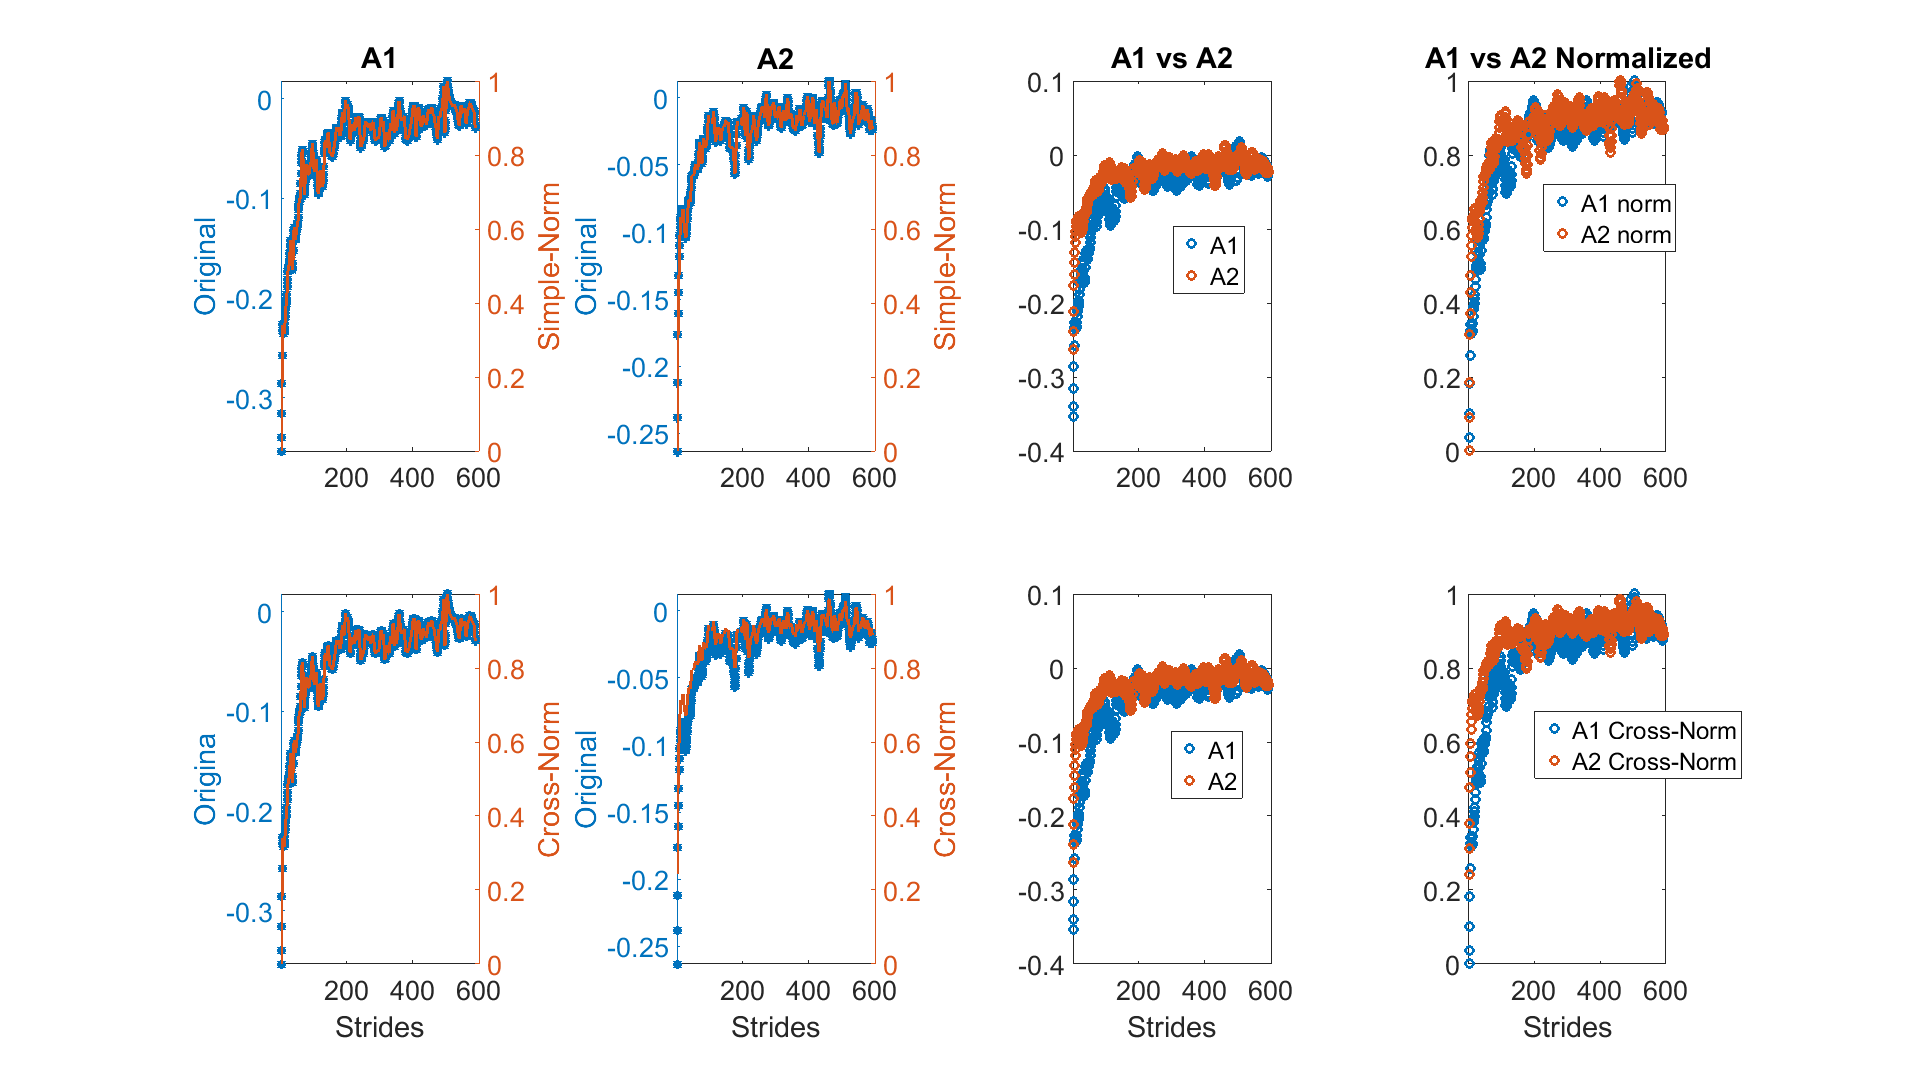 A1
0
-0.1
-0.2
-0.3
Original
1
0.8
0.6
0.4
0.2
0
Simple-Norm
200 400 600
A2
0
-0.05
-0.1
-0.15
-0.2
-0.25
Original
1
0.8
0.6
0.4
0.2
0
Simple-Norm
200 400 600
A1 vs A2
0.1
0
-0.1
-0.2
-0.3
-0.4
A1
A2
200 400 600
A1 vs A2 Normalized
1
0.8
0.6
0.4
0.2
0
A1 norm
A2 norm
200 400 600
0
-0.1
-0.2
-0.3
Origina
1
0.8
0.6
0.4
0.2
0
Cross-Norm
200 400 600
Strides
0
-0.05
-0.1
-0.15
-0.2
-0.25
Original
1
0.8
0.6
0.4
0.2
0
Cross-Norm
200 400 600
Strides
0.1
0
-0.1
-0.2
-0.3
-0.4
A1
A2
200 400 600
Strides
1
0.8
0.6
0.4
0.2
0
A1 Cross-Norm
A2 Cross-Norm
200 400 600
Strides